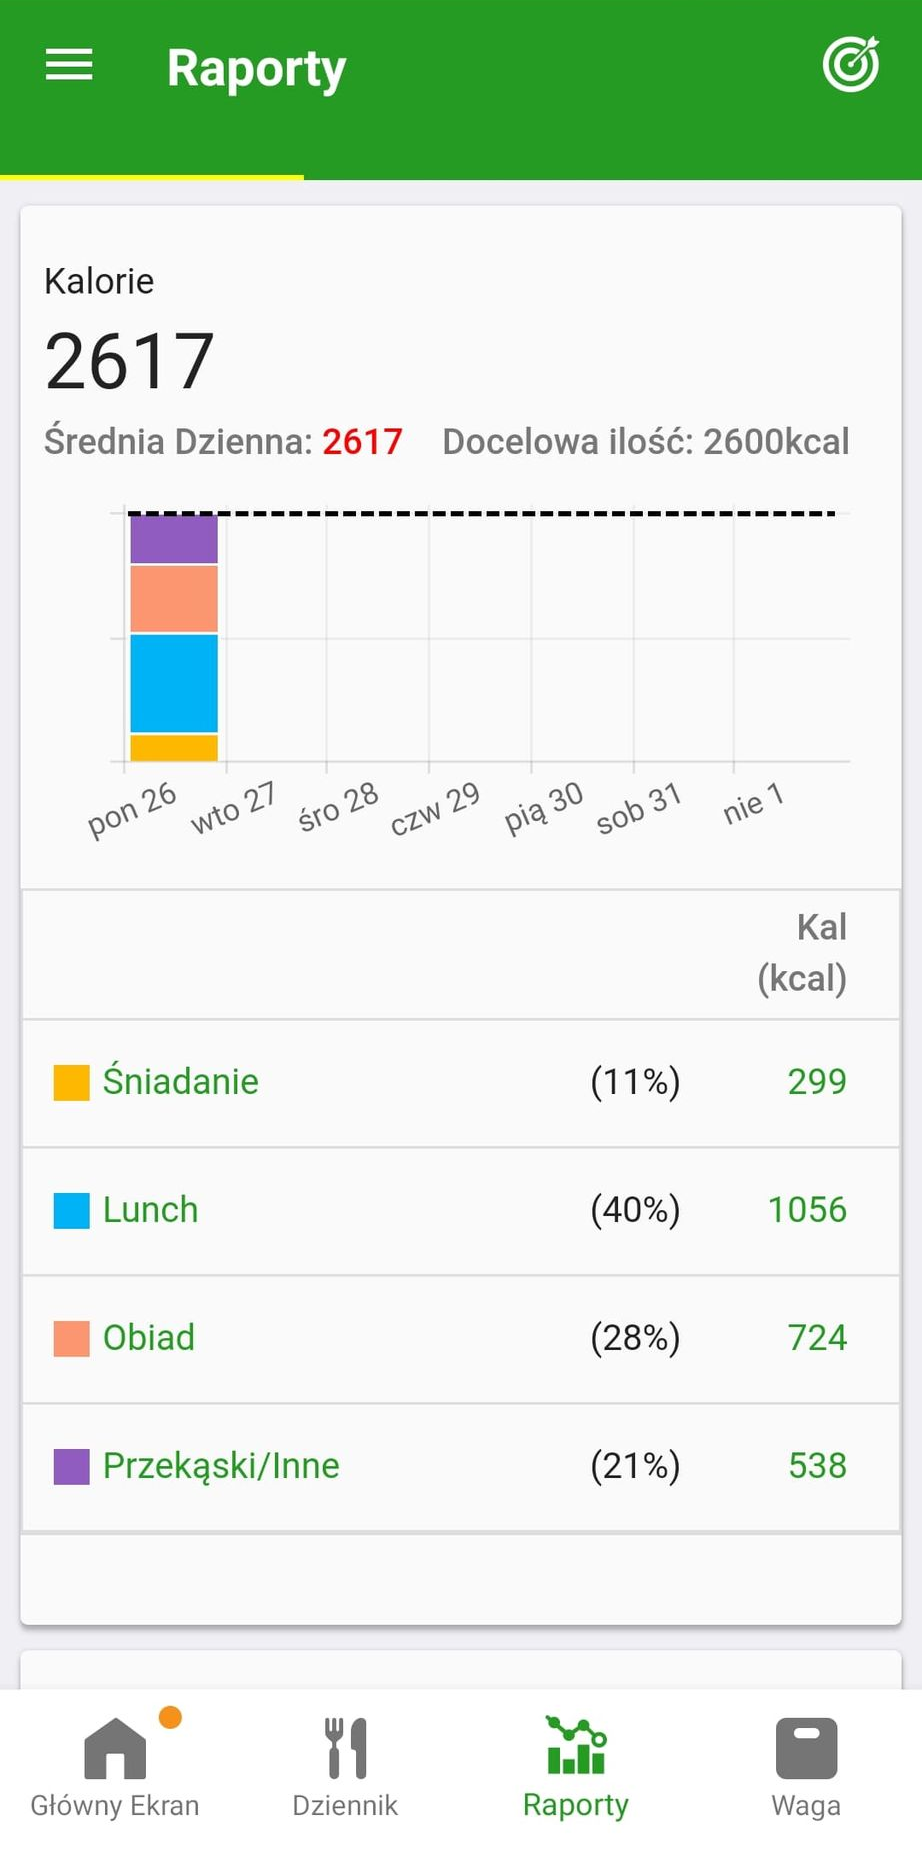 Raporty
Kalorie
2617
Średnia Dzienna: 2617 Docelowa ilość: 2600kcal
pon 26 wto 27 śro 28 czw 29 pią 30 sob 31 nie 1
Kal
(kcal)
Śniadanie (11%) 299
Lunch (40%) 1056
Obiad (28%) 724
Przekąski/Inne (21%) 538
Główny Ekran Dziennik Raporty Waga